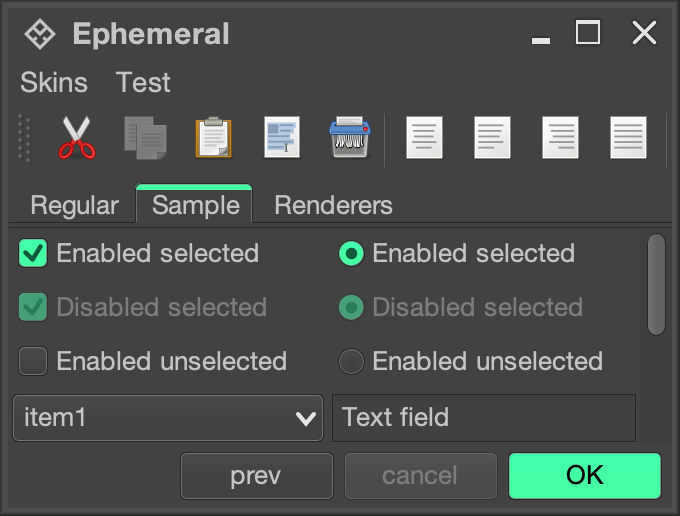 Ephemeral
Skins Test
Regular Sample Renderers
Enabled selected Enabled selected
Disabled selected Disabled selected
Enabled unselected Enabled unselected
item1 Text field
prev cancel OK